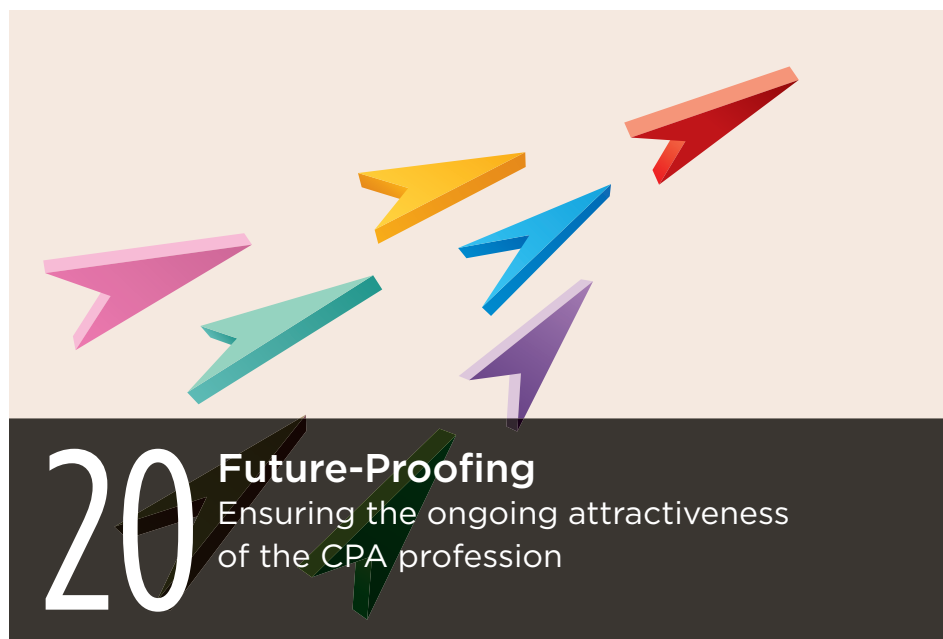 20
Future-Proofing
Ensuring the ongoing attractiveness
of the CPA profession